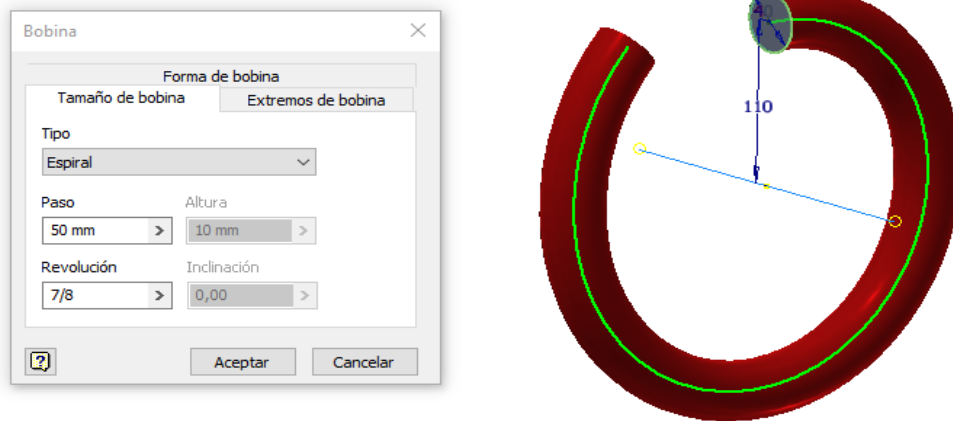 Bobina
Forma de bobina
Tamaño de bobina
Extremos de bobina
Tipo
Espiral
Paso
Altura
50 mm
10 mm
Revolución
Inclinación
7/8
0,00
?
Aceptar
Cancelar
40
110